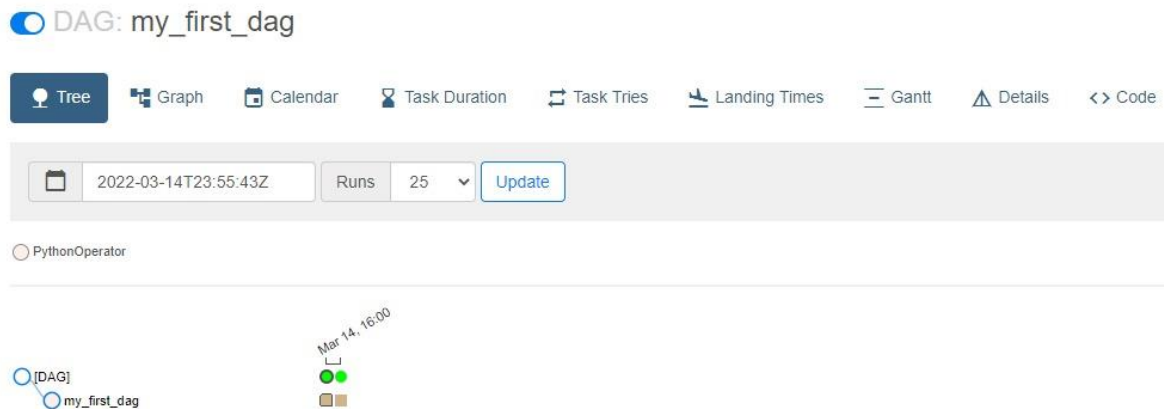 DAG: my_first_dag
Tree Graph Calendar Task Duration Task Tries Landing Times Gantt Details <> Code
2022-03-14T23:55:43Z Runs 25 Update
PythonOperator
Mar 14, 16:00
[DAG]
my_first_dag